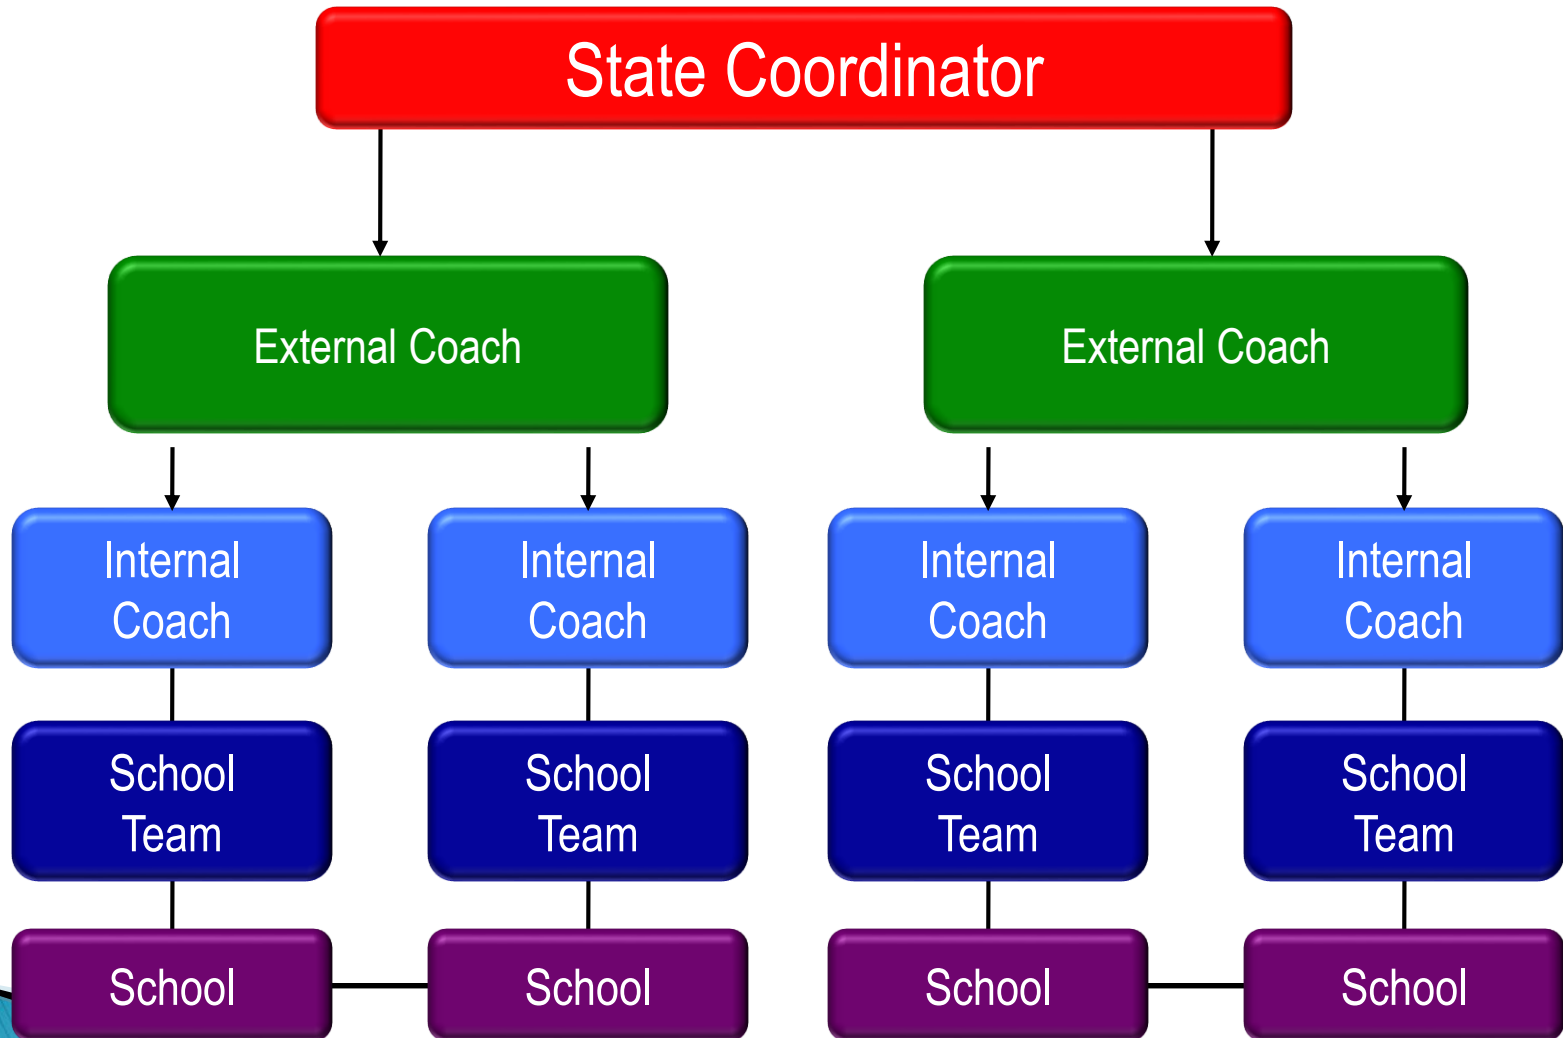 State Coordinator
External Coach
External Coach
Internal
Coach
Internal
Coach
Internal
Coach
Internal
Coach
School
Team
School
Team
School
Team
School
Team
School
School
School
School